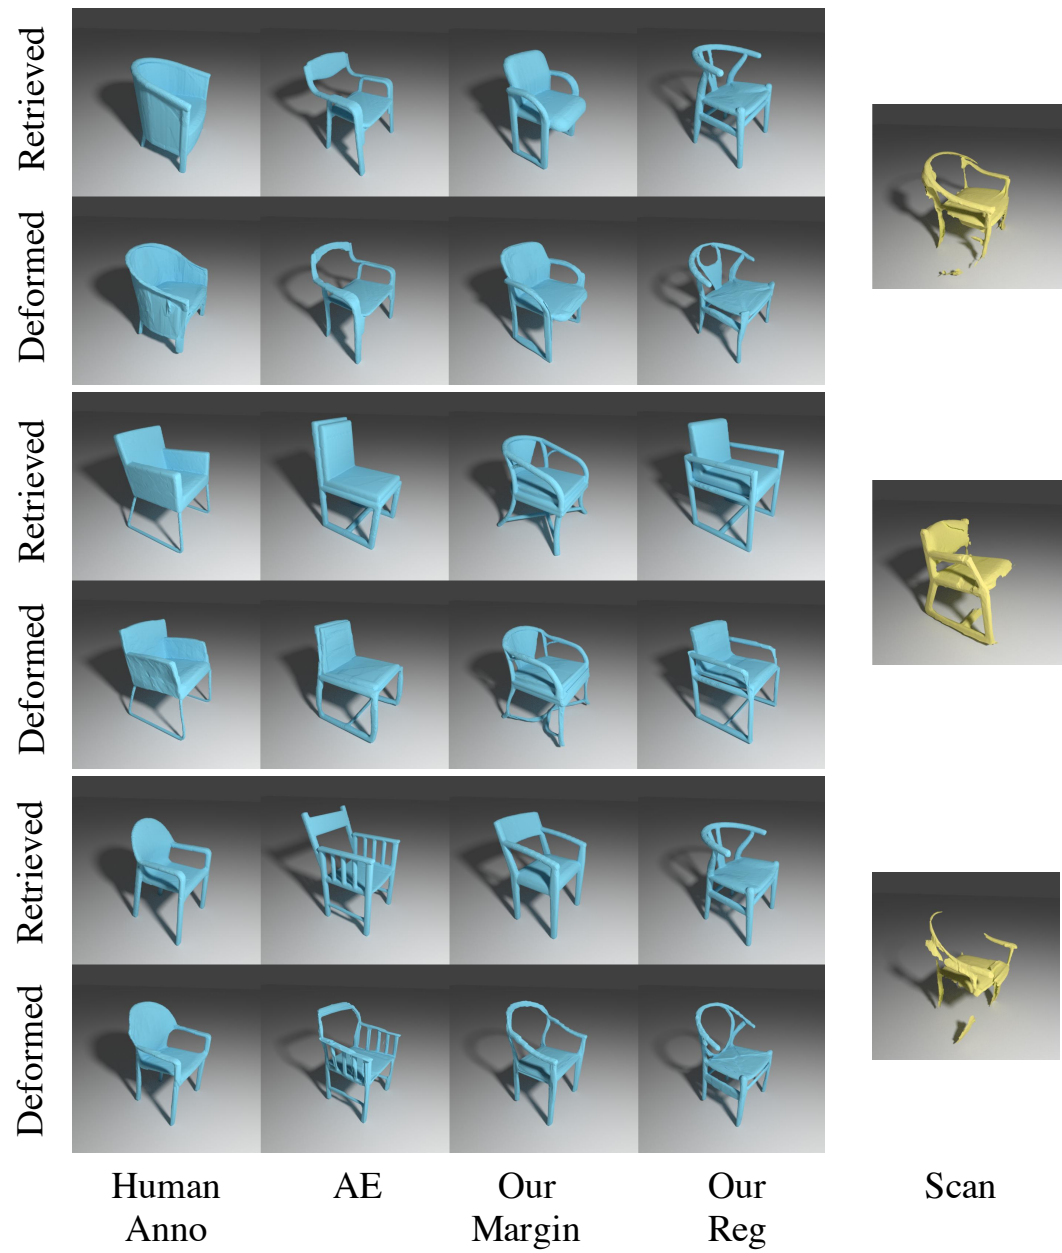 Retrieved
Deformed
Retrieved
Deformed
Retrieved
Deformed
Human
Anno
AE
Our
Margin
Our
Reg
Scan